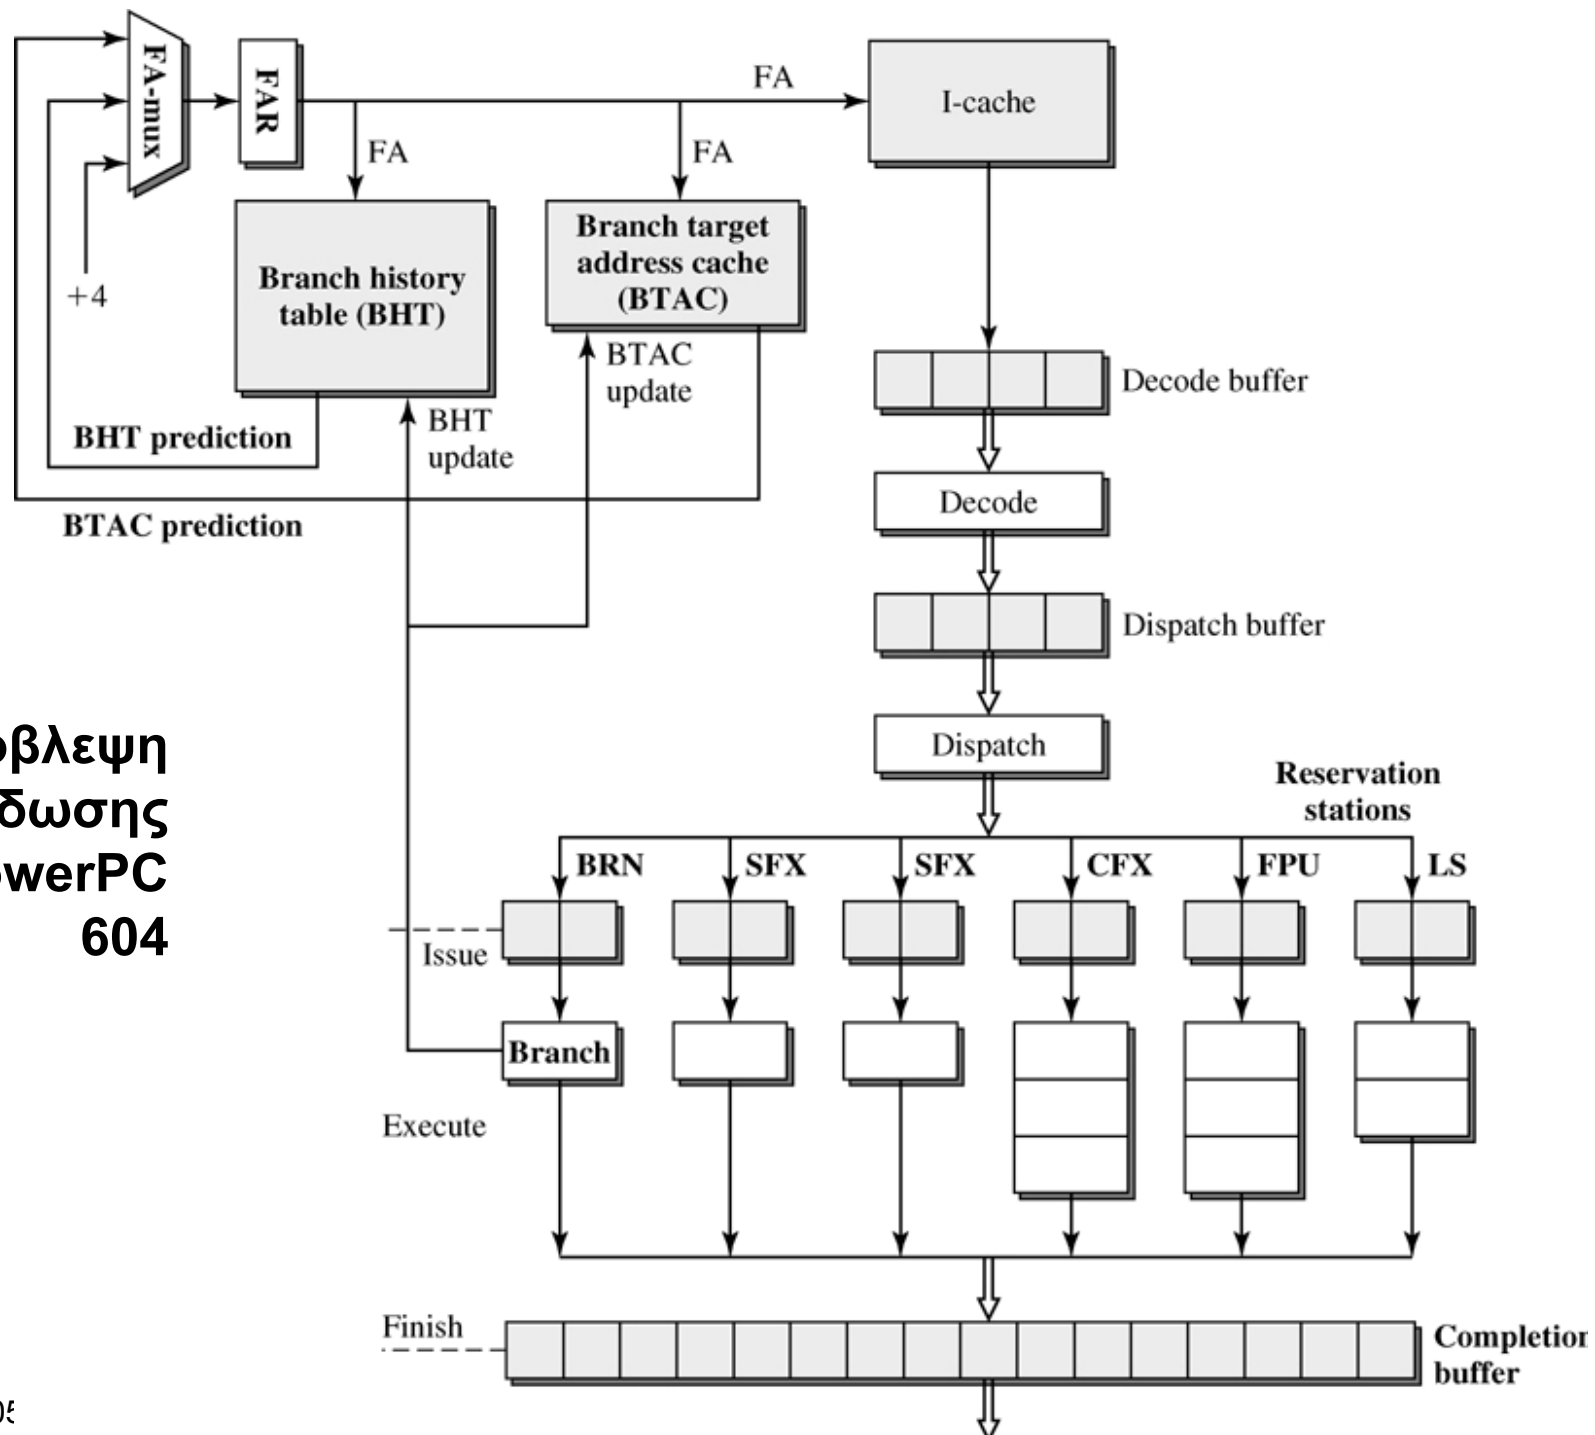 FA-mux
FAR
FA
I-cache
FA
FA
+4
Branch history
table (BHT)
Branch target
address cache
(BTAC)
BTAC
update
Decode buffer
BHT prediction
BHT
update
BTAC prediction
Decode
Dispatch buffer
Dispatch
604
Reservation
stations
BRN
SFX
SFX
CFX
FPU
LS
Issue
Branch
Execute
Finish
Completion
buffer